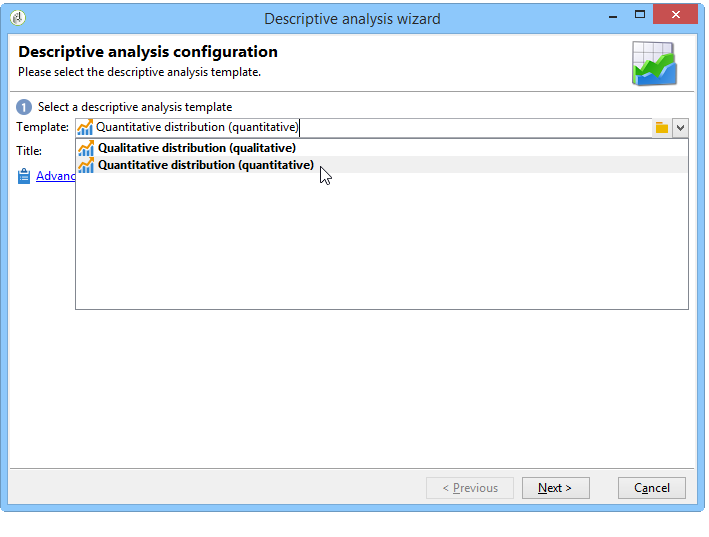 Descriptive analysis wizard
Descriptive analysis configuration
Please select the descriptive analysis template.
1 Select a descriptive analysis template
Template: Quantitative distribution (quantitative)
Qualitative distribution (qualitative)
Title:
Quantitative distribution (quantitative)
Advanc
< Previous Next > Cancel